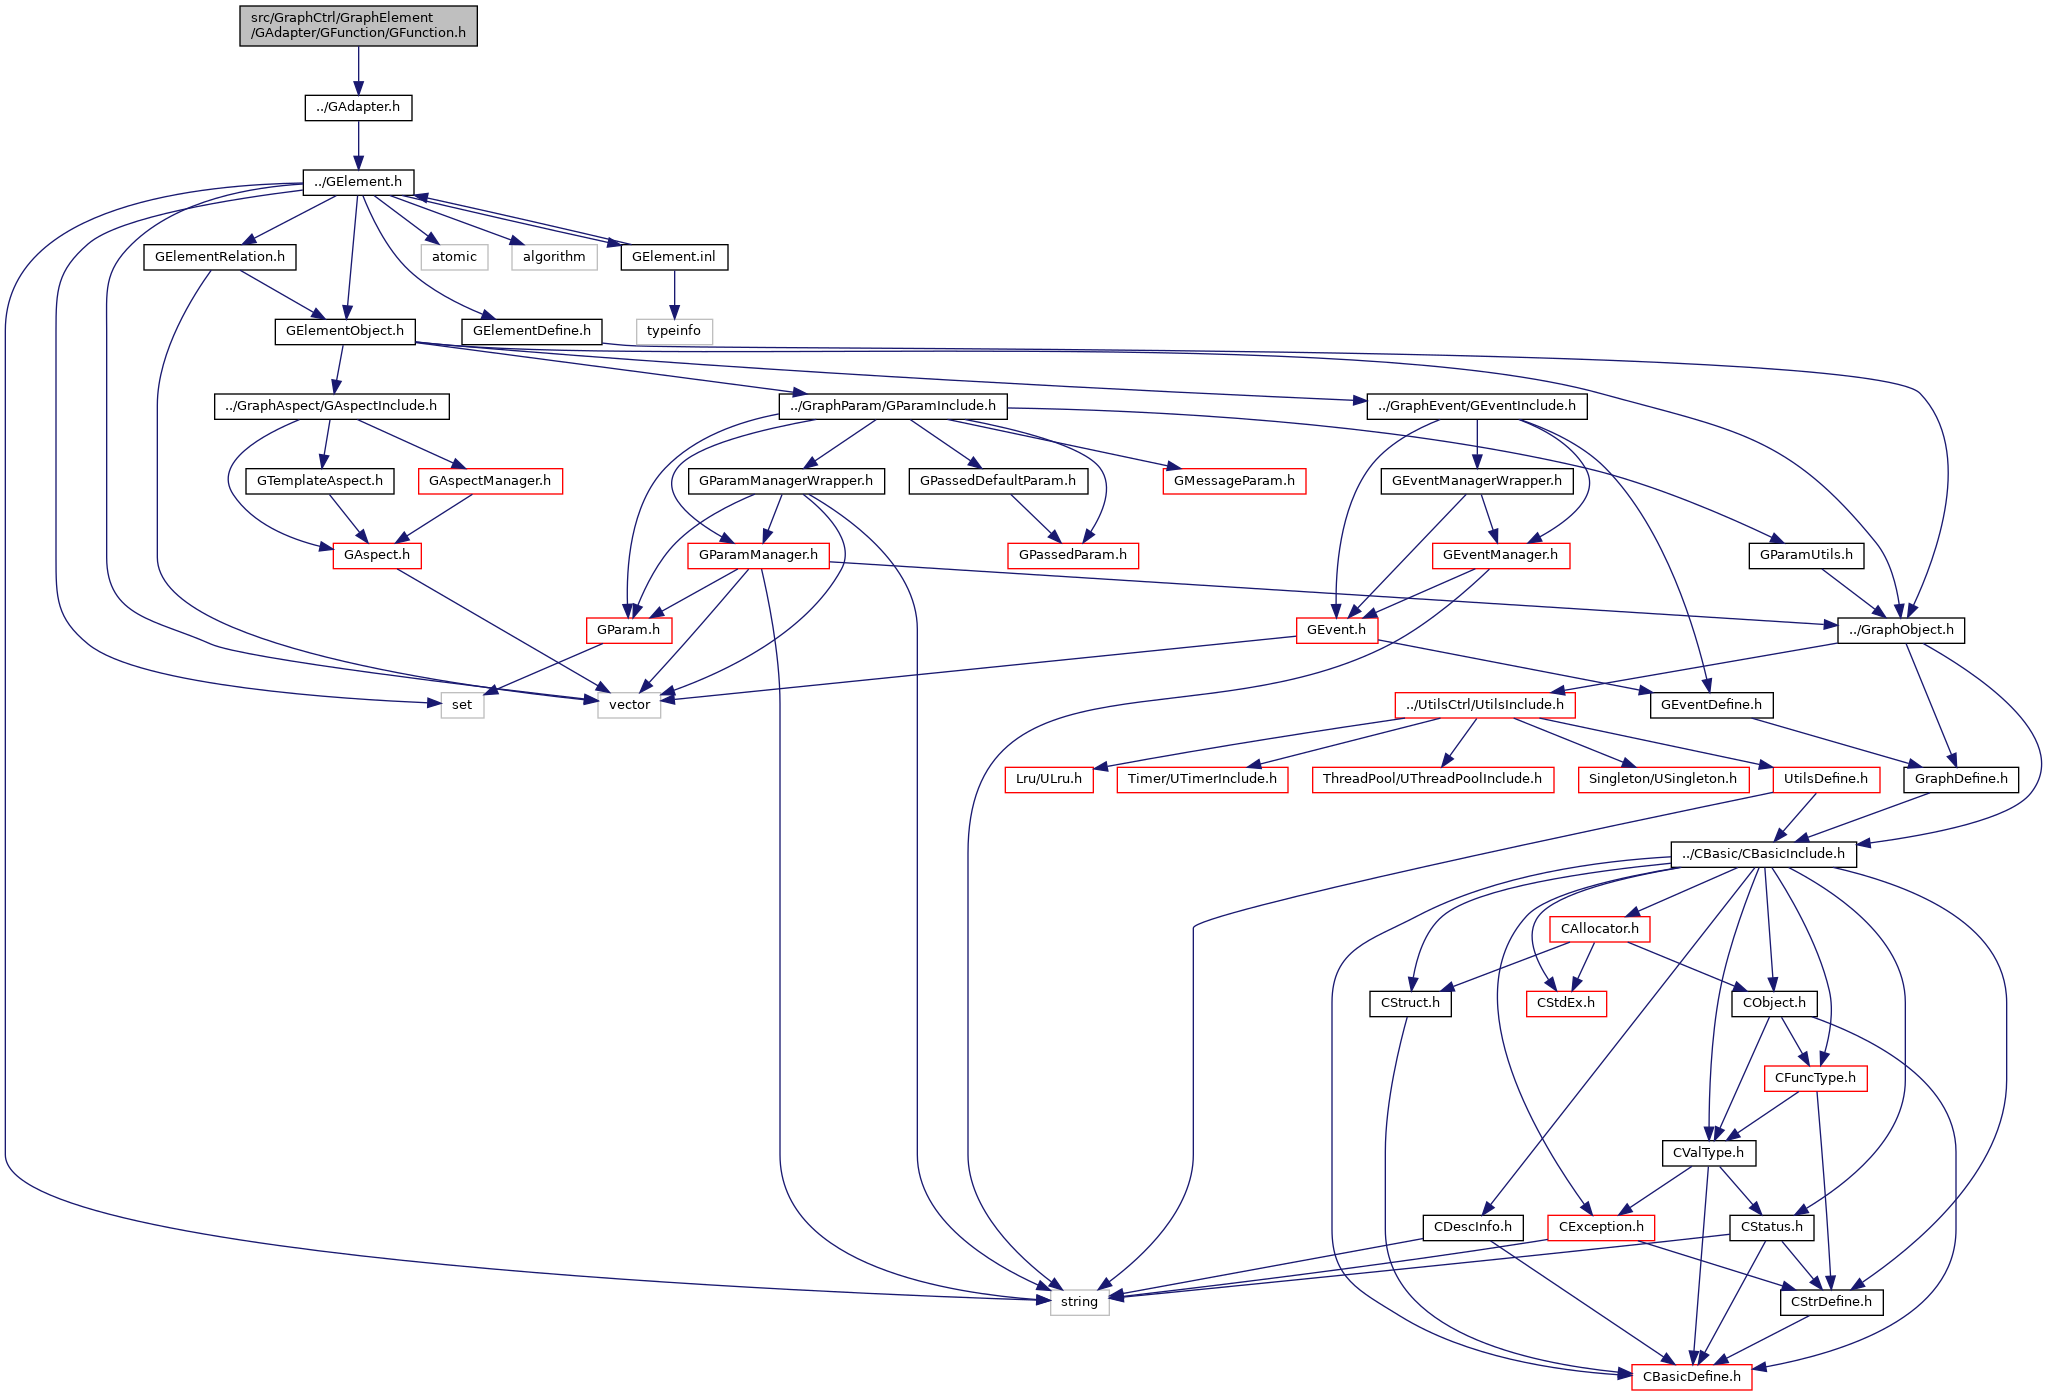 src/GraphCtrl/GraphElement
/GAdapter/GFunction/GFunction.h
../GAdapter.h
../GElement.h
GElementRelation.h
atomic
algorithm
GElement.inl
GElementObject.h
GElementDefine.h
typeinfo
../GraphAspect/GAspectInclude.h
../GraphParam/GParamInclude.h
../GraphEvent/GEventInclude.h
GTemplateAspect.h
GAspectManager.h
GParamManagerWrapper.h
GPassedDefaultParam.h
GMessageParam.h
GEventManagerWrapper.h
GAspect.h
GParamManager.h
GPassedParam.h
GEventManager.h
GParamUtils.h
GParam.h
GEvent.h
../GraphObject.h
set
vector
../UtilsCtrl/UtilsInclude.h
GEventDefine.h
Lru/ULru.h
Timer/UTimerInclude.h
ThreadPool/UThreadPoolInclude.h
Singleton/USingleton.h
UtilsDefine.h
GraphDefine.h
../CBasic/CBasicInclude.h
CAllocator.h
CStruct.h
CStdEx.h
CObject.h
CFuncType.h
CValType.h
CDescInfo.h
CException.h
CStatus.h
string
CStrDefine.h
CBasicDefine.h